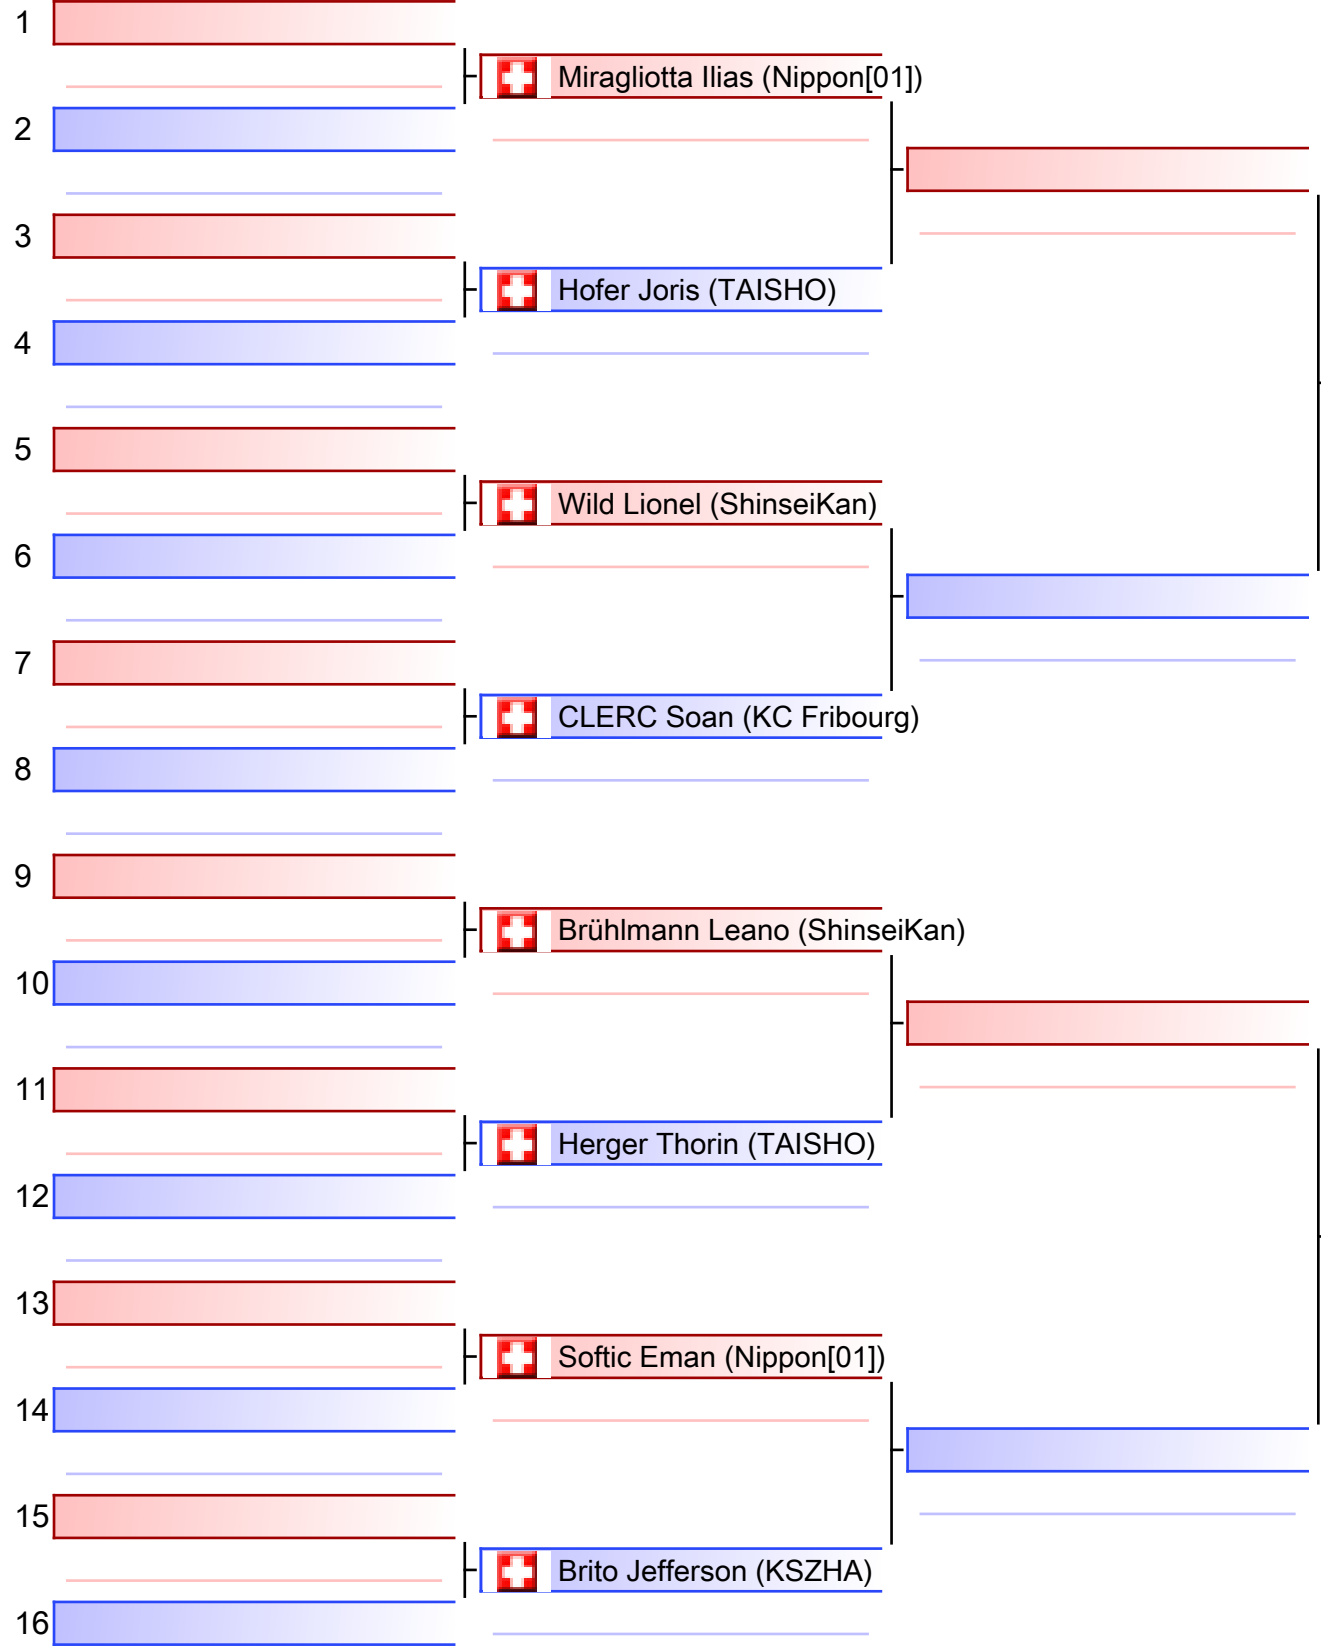 1
Miragliotta Ilias (Nippon[01])
2
3
Hofer Joris (TAISHO)
4
5
Wild Lionel (ShinseiKan)
6
7
CLERC Soan (KC Fribourg)
8
9
Brühlmann Leano (ShinseiKan)
10
11
Herger Thorin (TAISHO)
12
13
Softic Eman (Nippon[01])
14
15
Brito Jefferson (KSZHA)
16